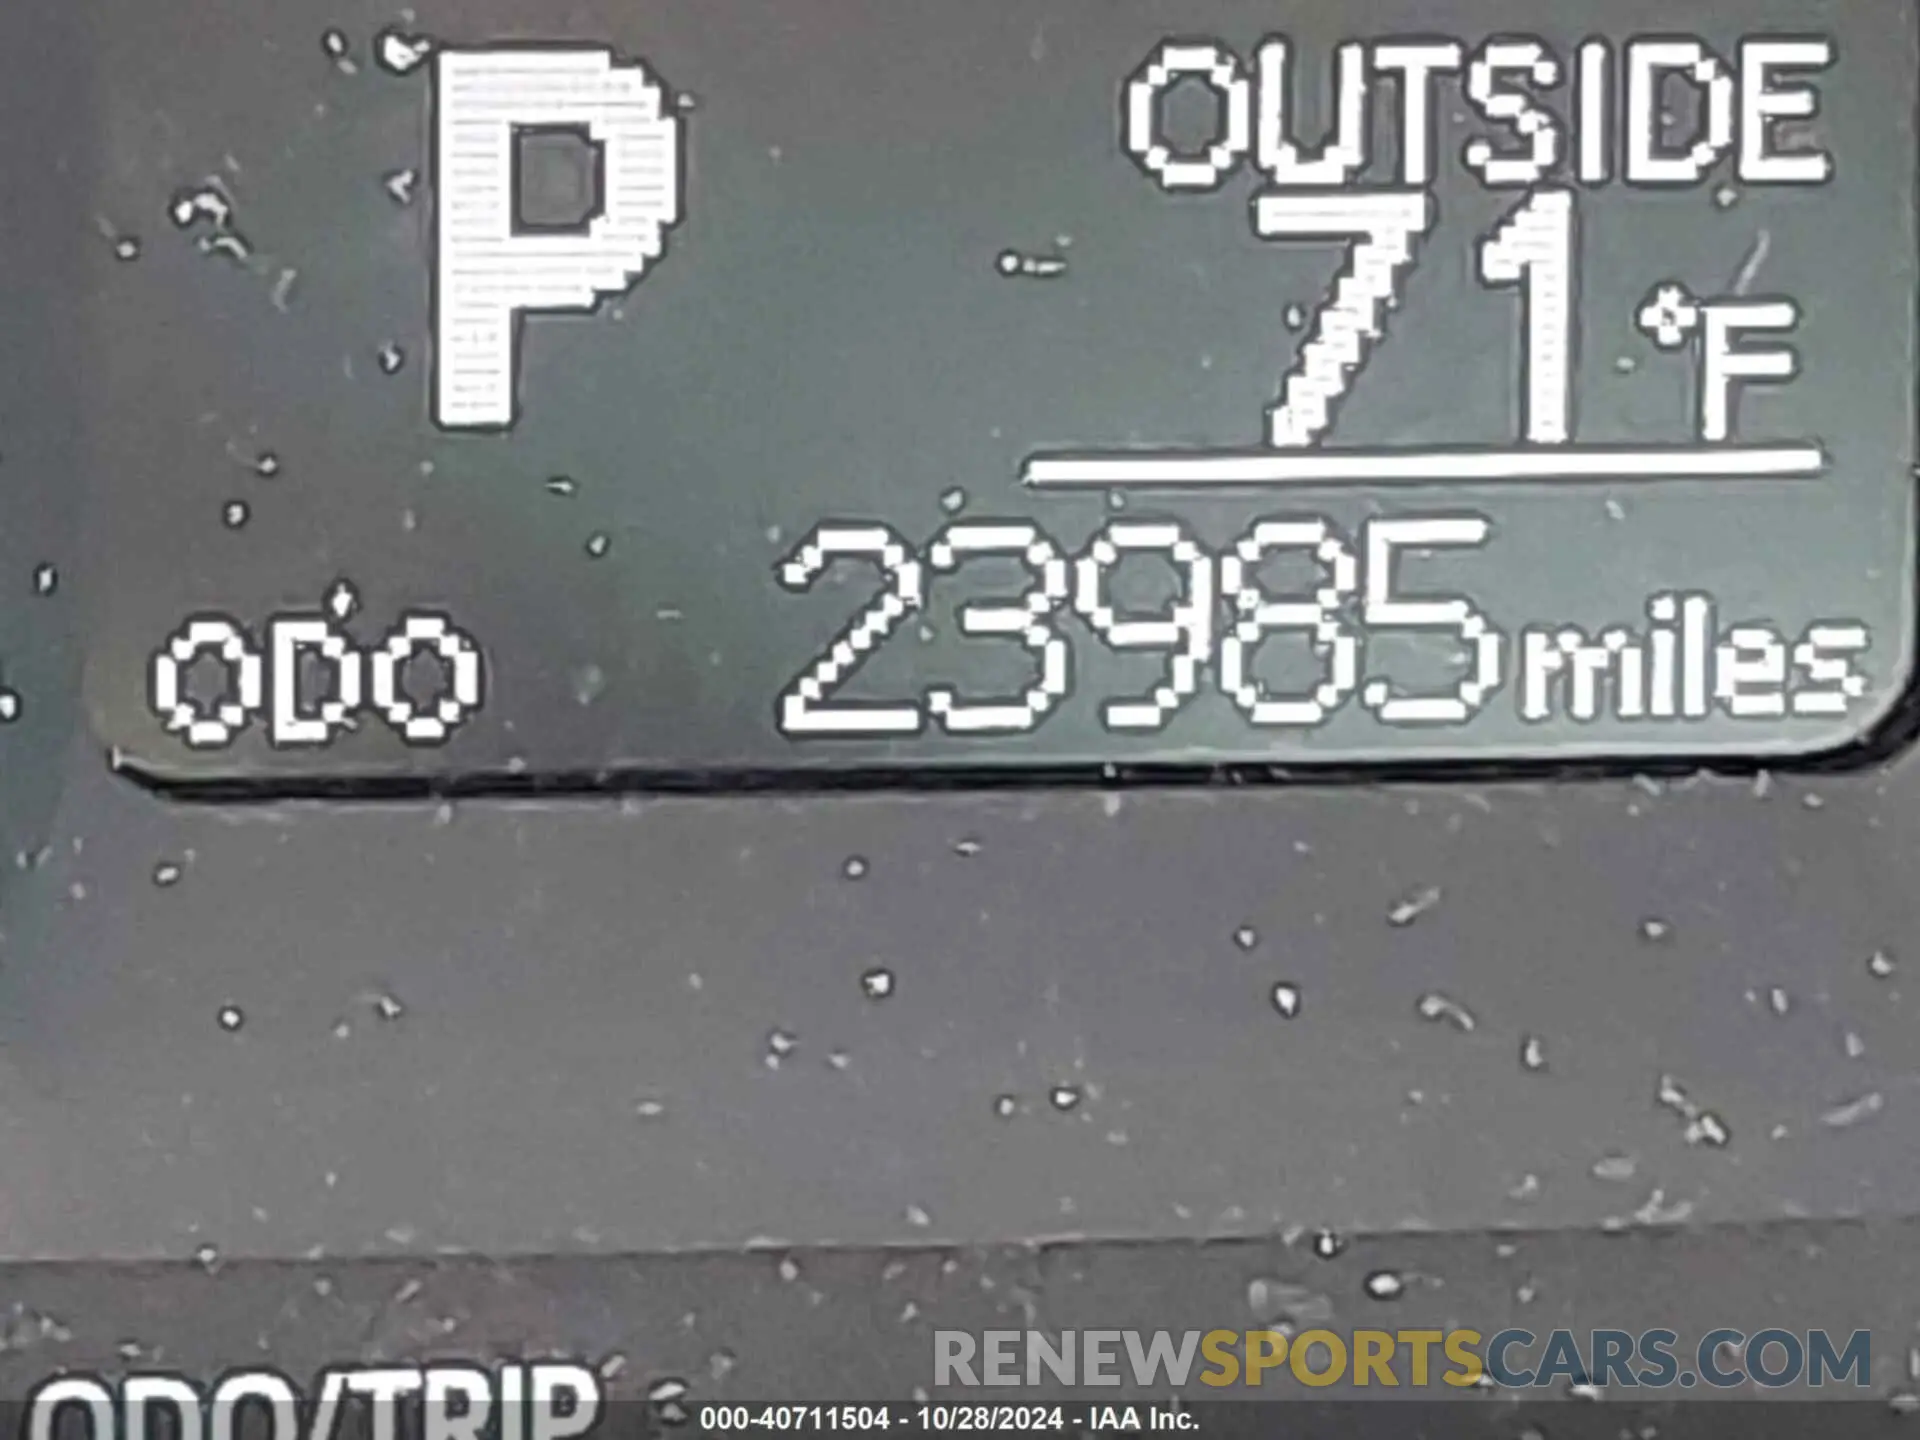 P
OUTSIDE
71°F
ODO 23985 miles
RENEWSPORTSCARS.COM
ODO/TRIP
000-40711504 - 10/28/2024 - IAA Inc.